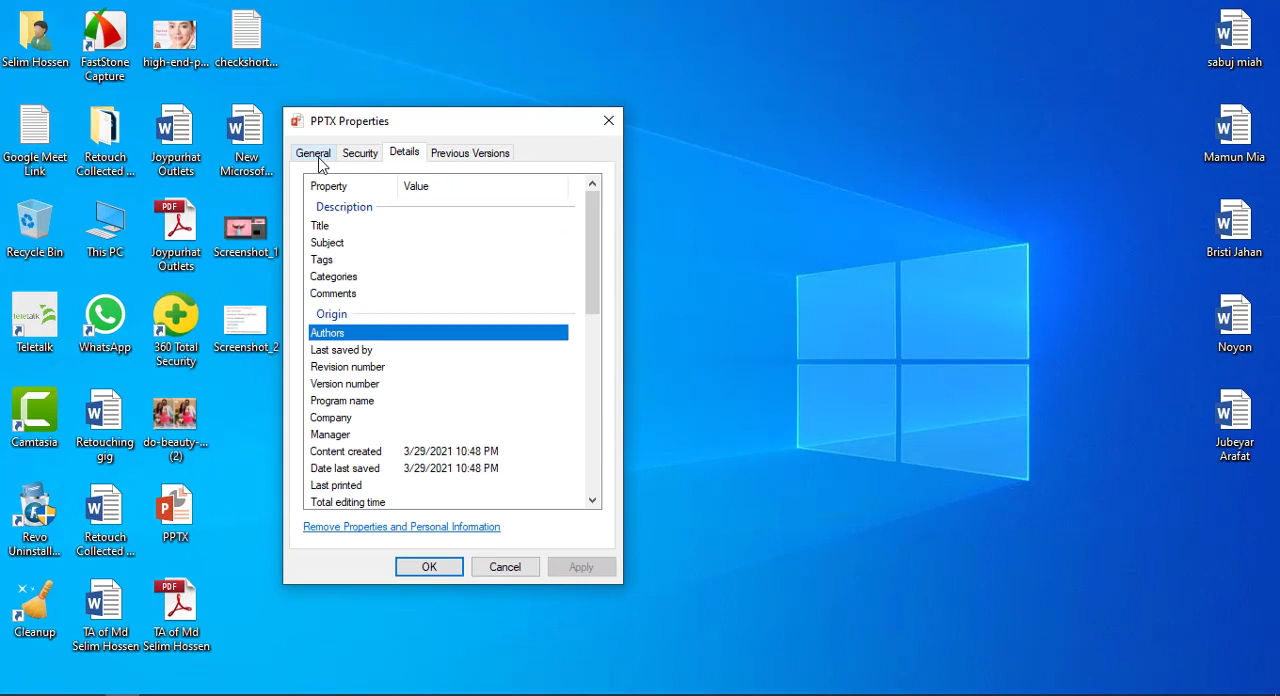 Selim Hossen
FastStone
Capture
high-end-p...
checkshort...
Google Meet
Link
Retouch
Collected ...
Joypurhat
Outlets
New
Microsof...
Recycle Bin
This PC
PDF
Joypurhat
Outlets
Screenshot_1
teletalk
Teletalk
WhatsApp
360 Total
Security
Screenshot_2
Camtasia
Retouching
gig
do-beauty-...
(2)
Revo
Uninstall...
Retouch
Collected ...
PPTX
Cleanup
TA of Md
Selim Hossen
PDF
TA of Md
Selim Hossen
PPTX Properties
General Security Details Previous Versions
Property Value
Description
Title
Subject
Tags
Categories
Comments
Origin
Authors
Last saved by
Revision number
Version number
Program name
Company
Manager
Content created 3/29/2021 10:48 PM
Date last saved 3/29/2021 10:48 PM
Last printed
Total editing time
Remove Properties and Personal Information
OK Cancel Apply
sabuj miah
Mamun Mia
Bristi Jahan
Noyon
Jubeyar
Arafat